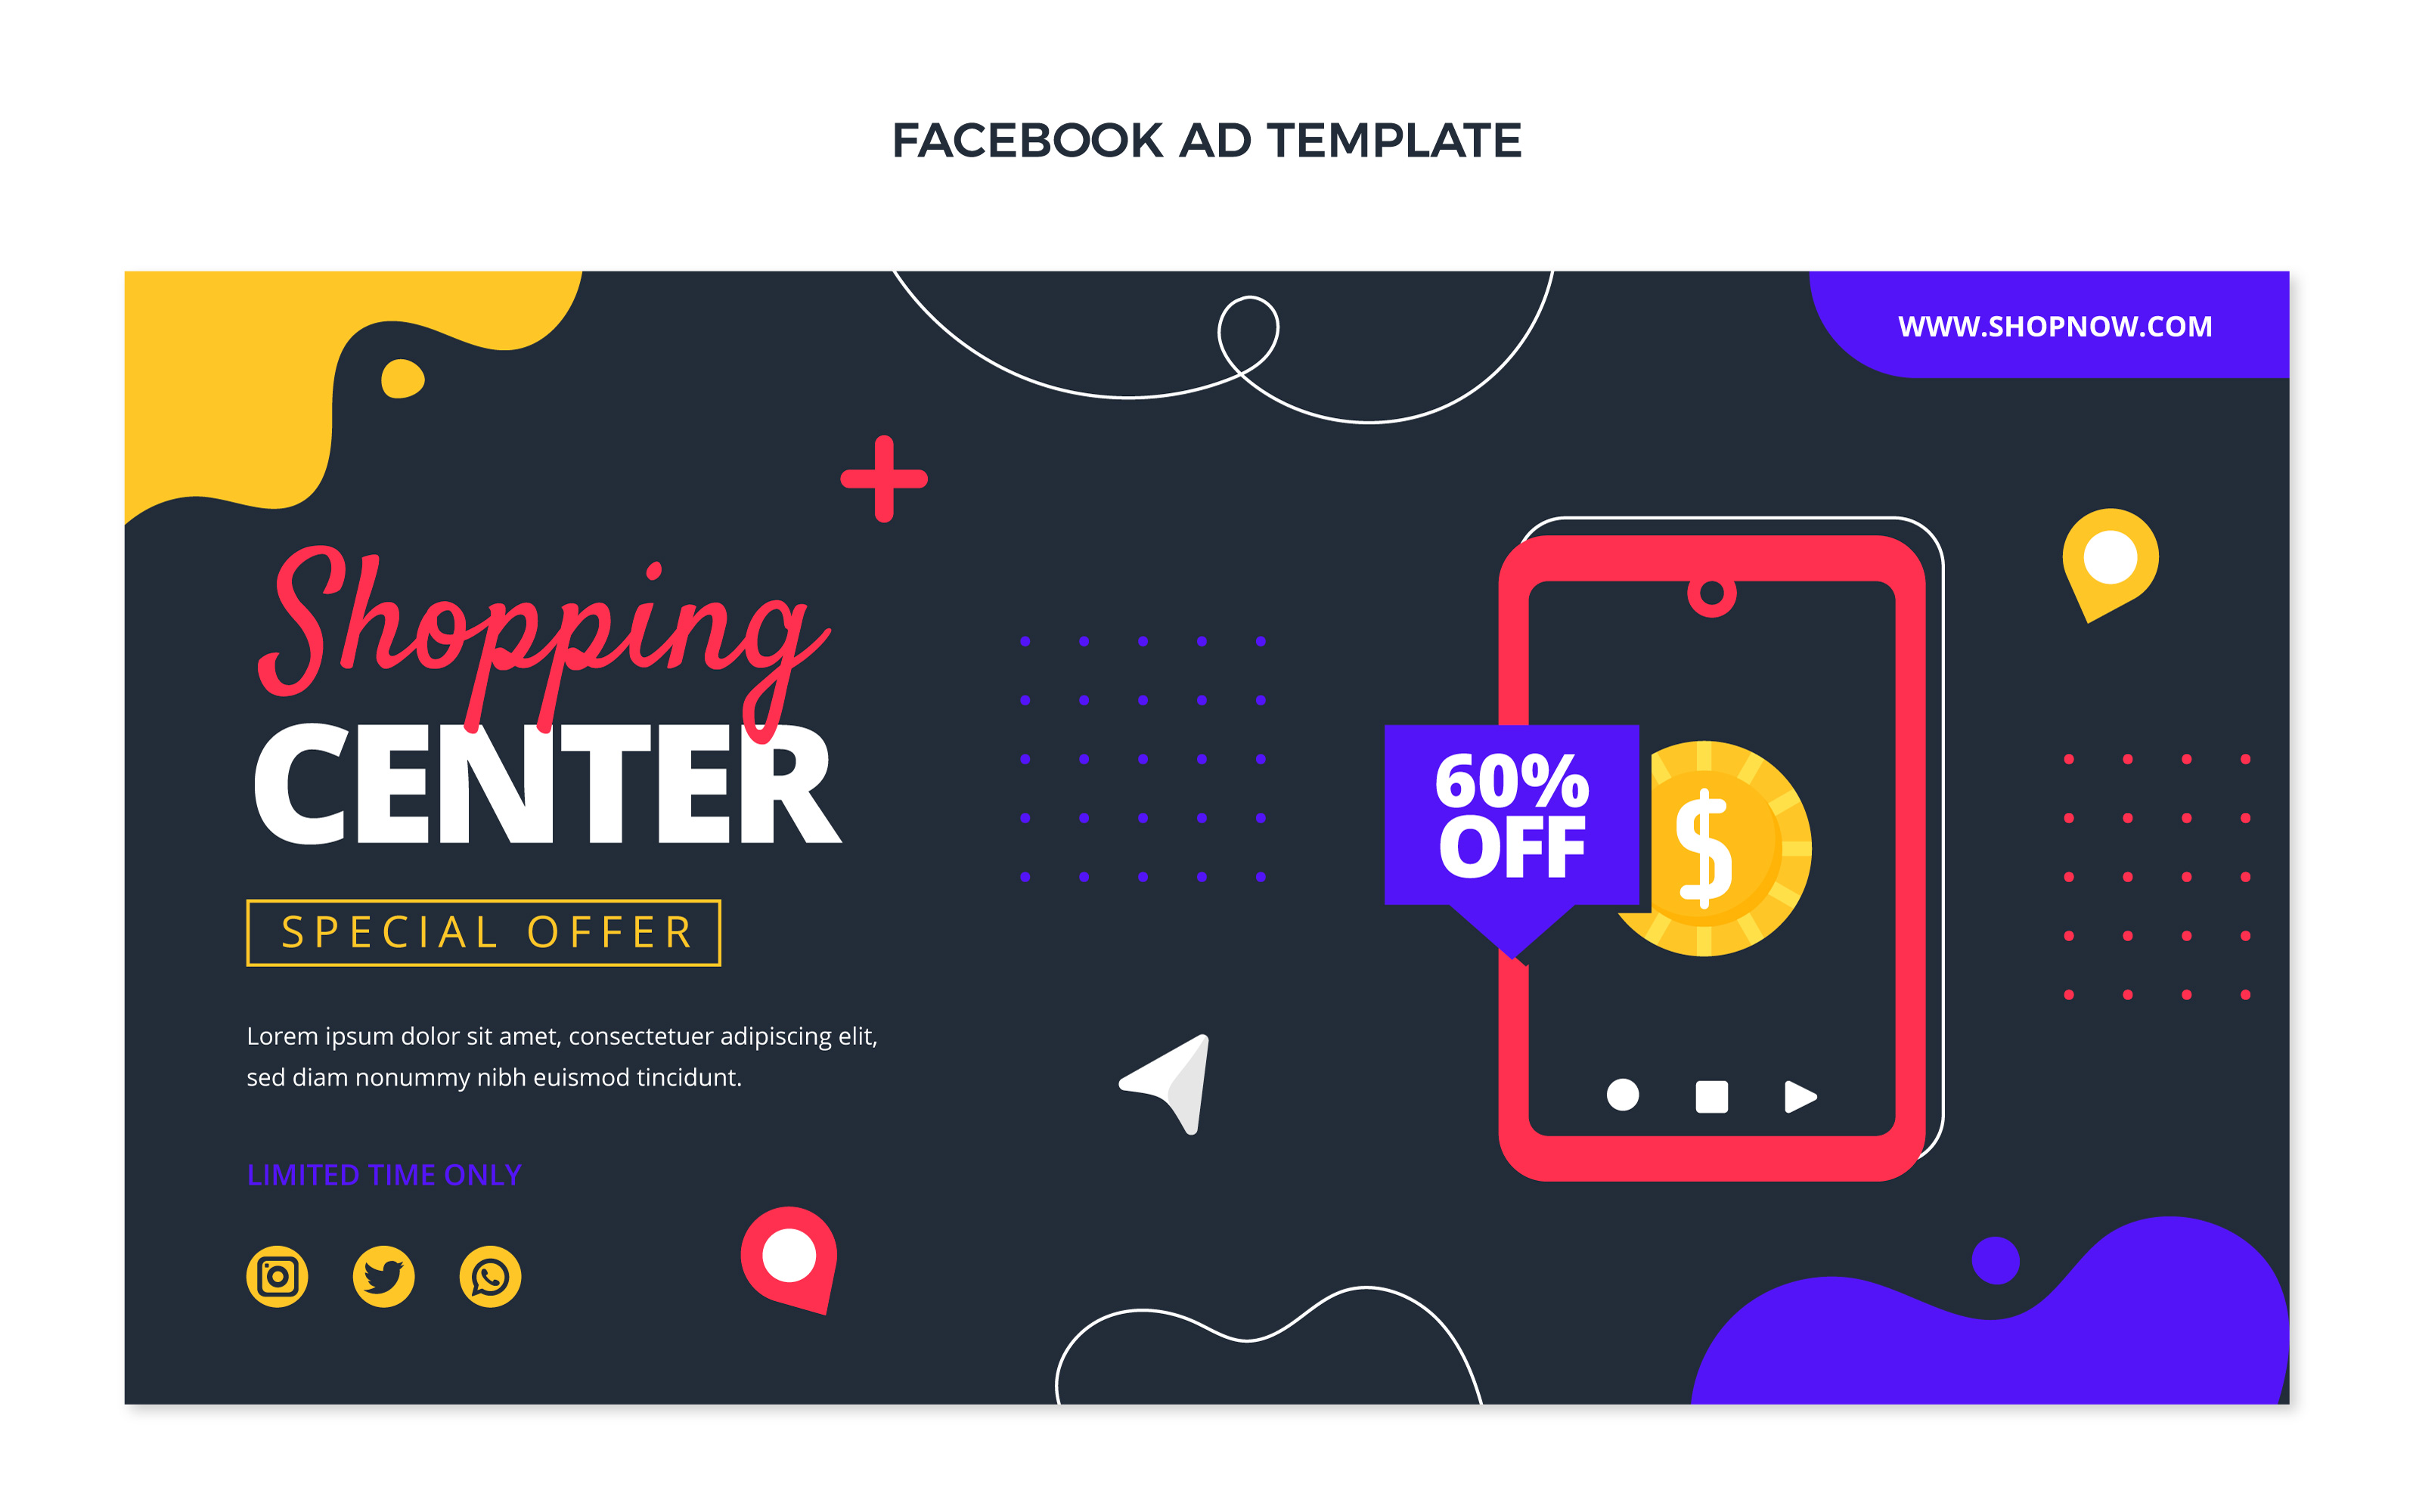 FACEBOOK AD TEMPLATE
WWW.SHOPNOW.COM
Shopping
CENTER
SPECIAL OFFER
Lorem ipsum dolor sit amet, consectetuer adipiscing elit,
sed diam nonummy nibh euismod tincidunt.
LIMITED TIME ONLY
60%
OFF
$